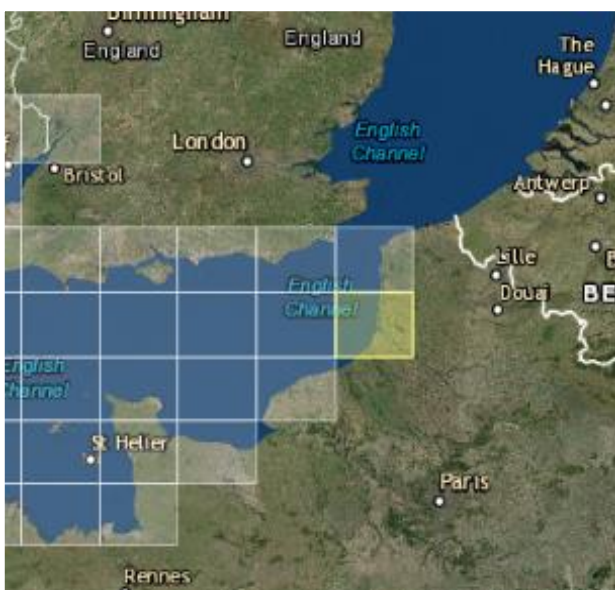 Birmingham
England
England
The
Hague
English
Channel
London
Bristol
Antwerp
Lille
Douai
BE
English
Channel
English
Channel
St Helier
Paris
Rennes